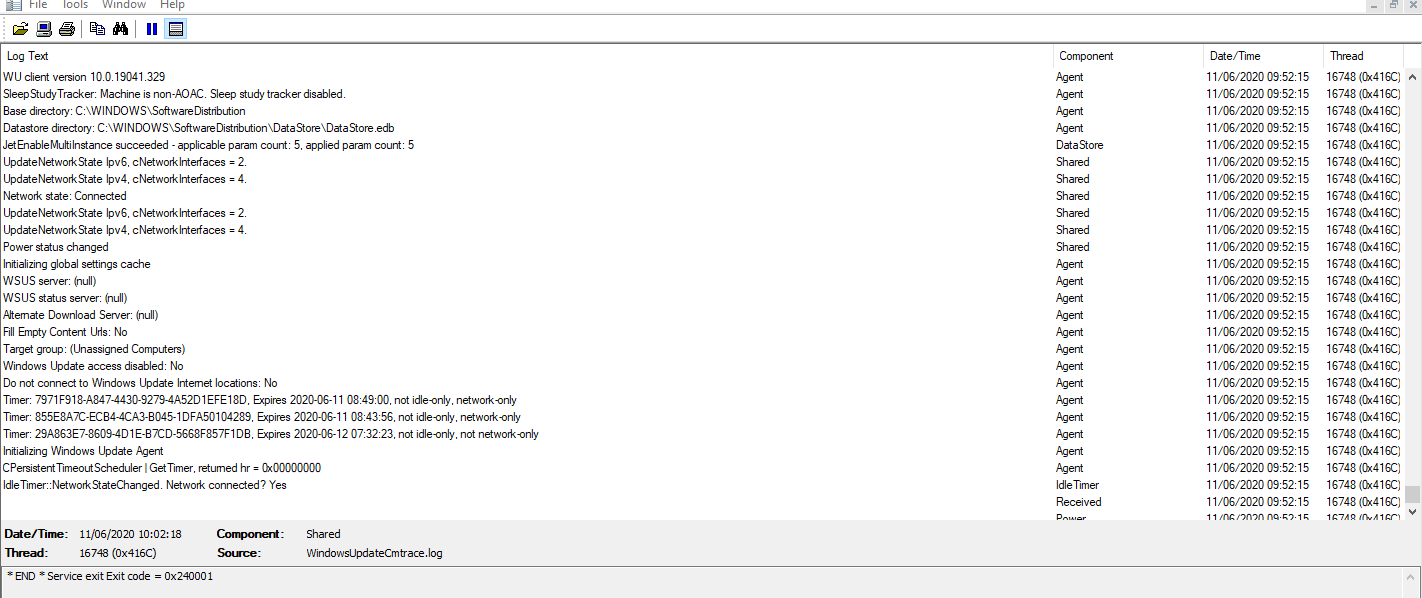 File Tools Window Help
Log Text Component Date/Time Thread
WU client version 10.0.19041.329 Agent 11/06/2020 09:52:15 16748 (0x416C)
SleepStudyTracker: Machine is non-AOAC. Sleep study tracker disabled. Agent 11/06/2020 09:52:15 16748 (0x416C)
Base directory: C:\WINDOWS\SoftwareDistribution Agent 11/06/2020 09:52:15 16748 (0x416C)
Datastore directory: C:\WINDOWS\SoftwareDistribution\DataStore\DataStore.edb Agent 11/06/2020 09:52:15 16748 (0x416C)
JetEnableMultiInstance succeeded - applicable param count: 5, applied param count: 5 DataStore 11/06/2020 09:52:15 16748 (0x416C)
UpdateNetworkState Ipv6, cNetworkInterfaces = 2. Shared 11/06/2020 09:52:15 16748 (0x416C)
UpdateNetworkState Ipv4, cNetworkInterfaces = 4. Shared 11/06/2020 09:52:15 16748 (0x416C)
Network state: Connected Shared 11/06/2020 09:52:15 16748 (0x416C)
UpdateNetworkState Ipv6, cNetworkInterfaces = 2. Shared 11/06/2020 09:52:15 16748 (0x416C)
UpdateNetworkState Ipv4, cNetworkInterfaces = 4. Shared 11/06/2020 09:52:15 16748 (0x416C)
Power status changed Shared 11/06/2020 09:52:15 16748 (0x416C)
Initializing global settings cache Agent 11/06/2020 09:52:15 16748 (0x416C)
WSUS server: (null) Agent 11/06/2020 09:52:15 16748 (0x416C)
WSUS status server: (null) Agent 11/06/2020 09:52:15 16748 (0x416C)
Alternate Download Server: (null) Agent 11/06/2020 09:52:15 16748 (0x416C)
Fill Empty Content Urls: No Agent 11/06/2020 09:52:15 16748 (0x416C)
Target group: (Unassigned Computers) Agent 11/06/2020 09:52:15 16748 (0x416C)
Windows Update access disabled: No Agent 11/06/2020 09:52:15 16748 (0x416C)
Do not connect to Windows Update Internet locations: No Agent 11/06/2020 09:52:15 16748 (0x416C)
Timer: 7971F918-A847-4430-9279-4A52D1EFE18D, Expires 2020-06-11 08:49:00, not idle-only, network-only Agent 11/06/2020 09:52:15 16748 (0x416C)
Timer: 855E8A7C-ECB4-4CA3-B045-1DFA50104289, Expires 2020-06-11 08:43:56, not idle-only, network-only Agent 11/06/2020 09:52:15 16748 (0x416C)
Timer: 29A863E7-8609-4D1E-B7CD-5668F857F1DB, Expires 2020-06-12 07:32:23, not idle-only, not network-only Agent 11/06/2020 09:52:15 16748 (0x416C)
Initializing Windows Update Agent Agent 11/06/2020 09:52:15 16748 (0x416C)
CPersistentTimeoutScheduler | GetTimer, returned hr = 0x00000000 Agent 11/06/2020 09:52:15 16748 (0x416C)
IdleTimer::NetworkStateChanged. Network connected? Yes IdleTimer 11/06/2020 09:52:15 16748 (0x416C)
Received 11/06/2020 09:52:15 16748 (0x416C)
Power 11/06/2020 09:52:15 16748 (0x416C)
Date/Time: 11/06/2020 10:02:18 Component: Shared
Thread: 16748 (0x416C) Source: WindowsUpdateCmtrace.log
* END * Service exit Exit code = 0x240001